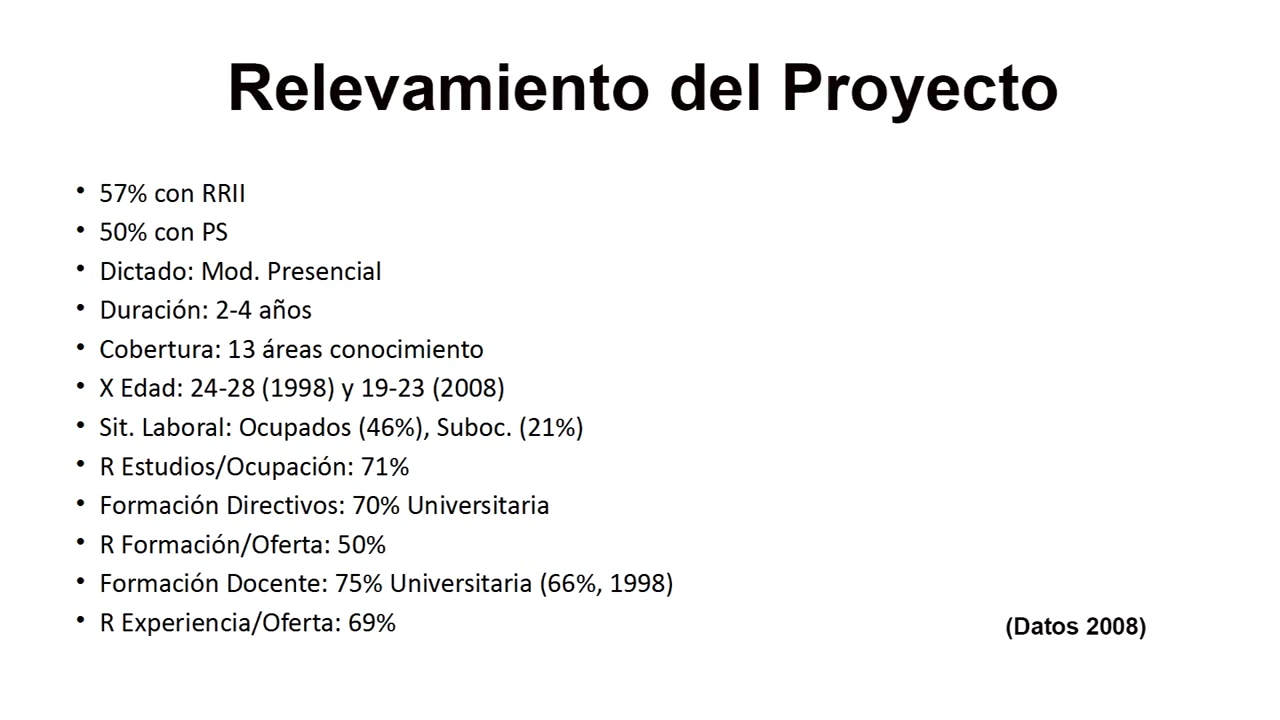 Relevamiento del Proyecto
• 57% con RRII
• 50% con PS
• Dictado: Mod. Presencial
• Duración: 2-4 años
• Cobertura: 13 áreas conocimiento
• X Edad: 24-28 (1998) y 19-23 (2008)
• Sit. Laboral: Ocupados (46%), Suboc. (21%)
• R Estudios/Ocupación: 71%
• Formación Directivos: 70% Universitaria
• R Formación/Oferta: 50%
• Formación Docente: 75% Universitaria (66%, 1998)
• R Experiencia/Oferta: 69%
(Datos 2008)